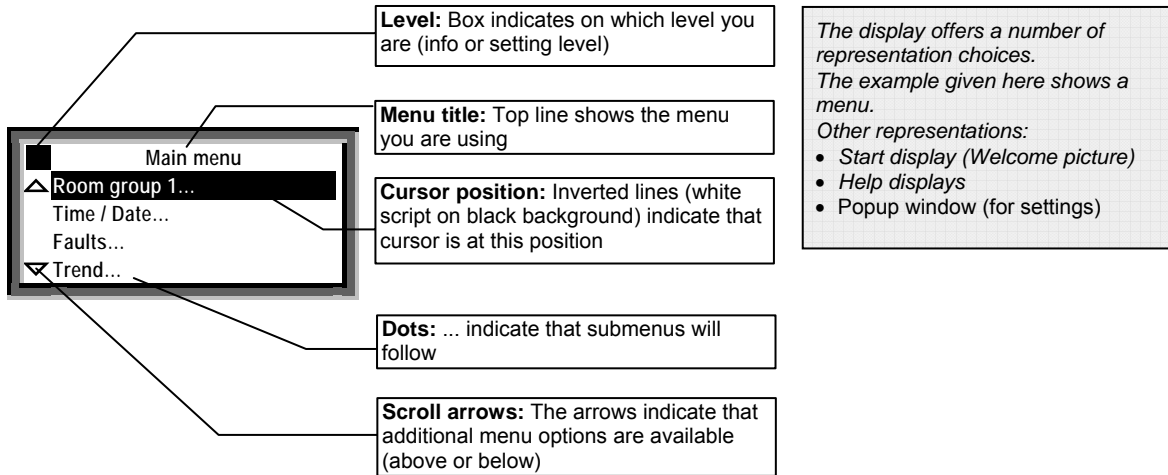 Level: Box indicates on which level you
are (info or setting level)
Menu title: Top line shows the menu
you are using
Main menu
Room group 1...
Time / Date...
Faults...
Trend...
Cursor position: Inverted lines (white
script on black background) indicate that
cursor is at this position
Dots: ... indicate that submenus will
follow
Scroll arrows: The arrows indicate that
additional menu options are available
(above or below)
The display offers a number of
representation choices.
The example given here shows a
menu.
Other representations:
• Start display (Welcome picture)
• Help displays
• Popup window (for settings)